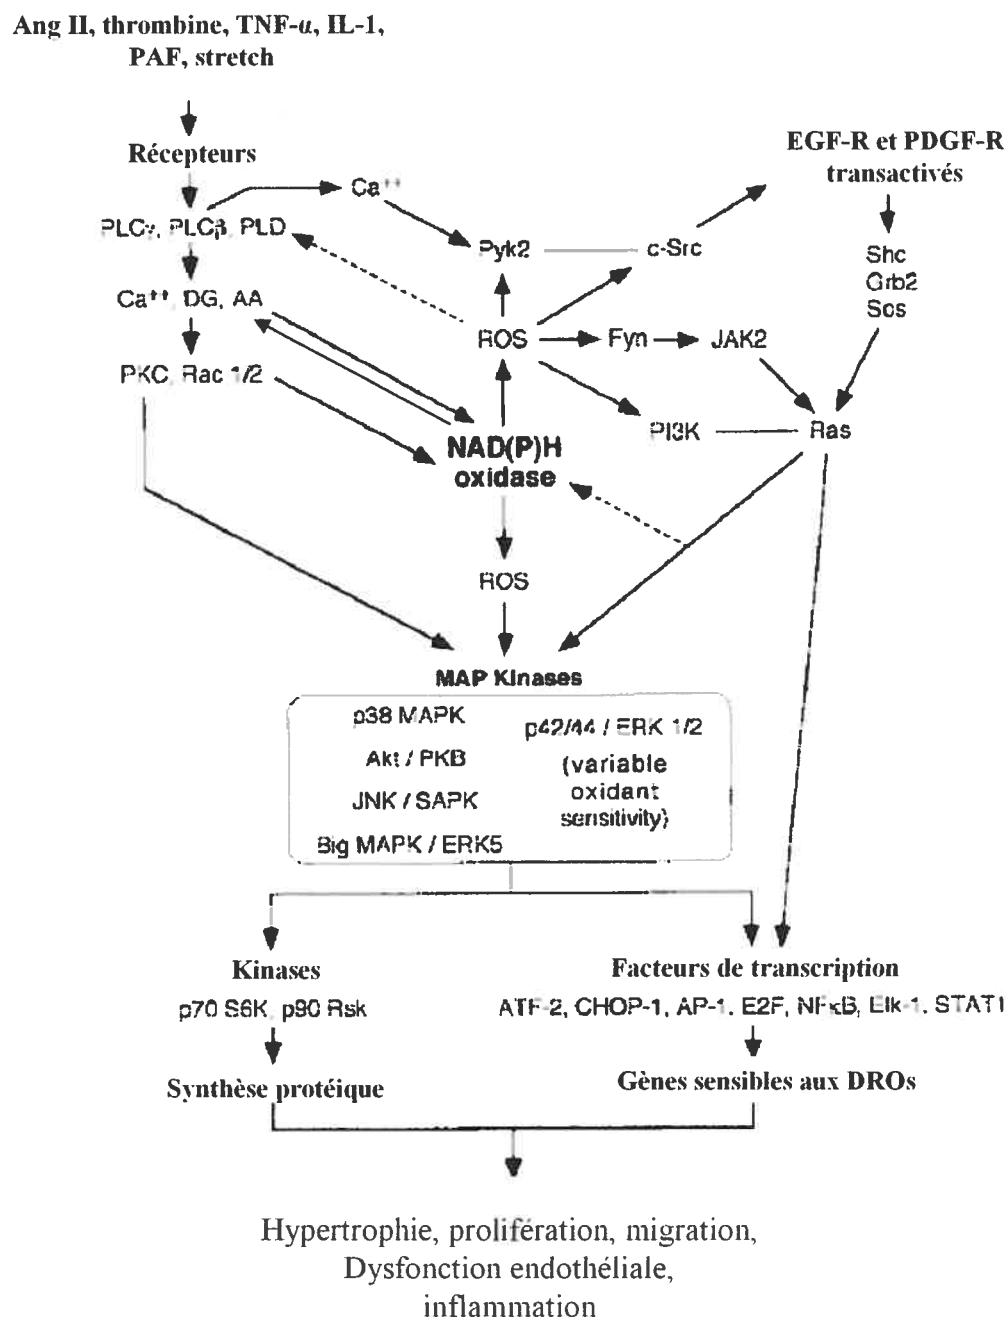 Ang II, thrombine, TNF-α, IL-1,
PAF, stretch
Récepteurs
EGF-R et PDGF-R
transactivés
Ca⁺⁺
PLCγ, PLCβ, PLD
Pyk2
c-Src
Shc
Grb2
Sos
Ca⁺⁺, DG, AA
ROS
Fyn
JAK2
PKC, Rac 1/2
PI3K
Ras
NAD(P)H
oxidase
ROS
MAP Kinases
p38 MAPK
p42/44 / ERK 1/2
Akt / PKB
(variable
oxidant
sensitivity)
JNK / SAPK
Big MAPK / ERK5
Kinases
Facteurs de transcription
p70 S6K, p90 Rsk
ATF-2, CHOP-1, AP-1, E2F, NFκB, Elk-1, STAT1
Synthèse protéique
Gènes sensibles aux DROs
Hypertrophie, prolifération, migration,
Dysfonction endothéliale,
inflammation